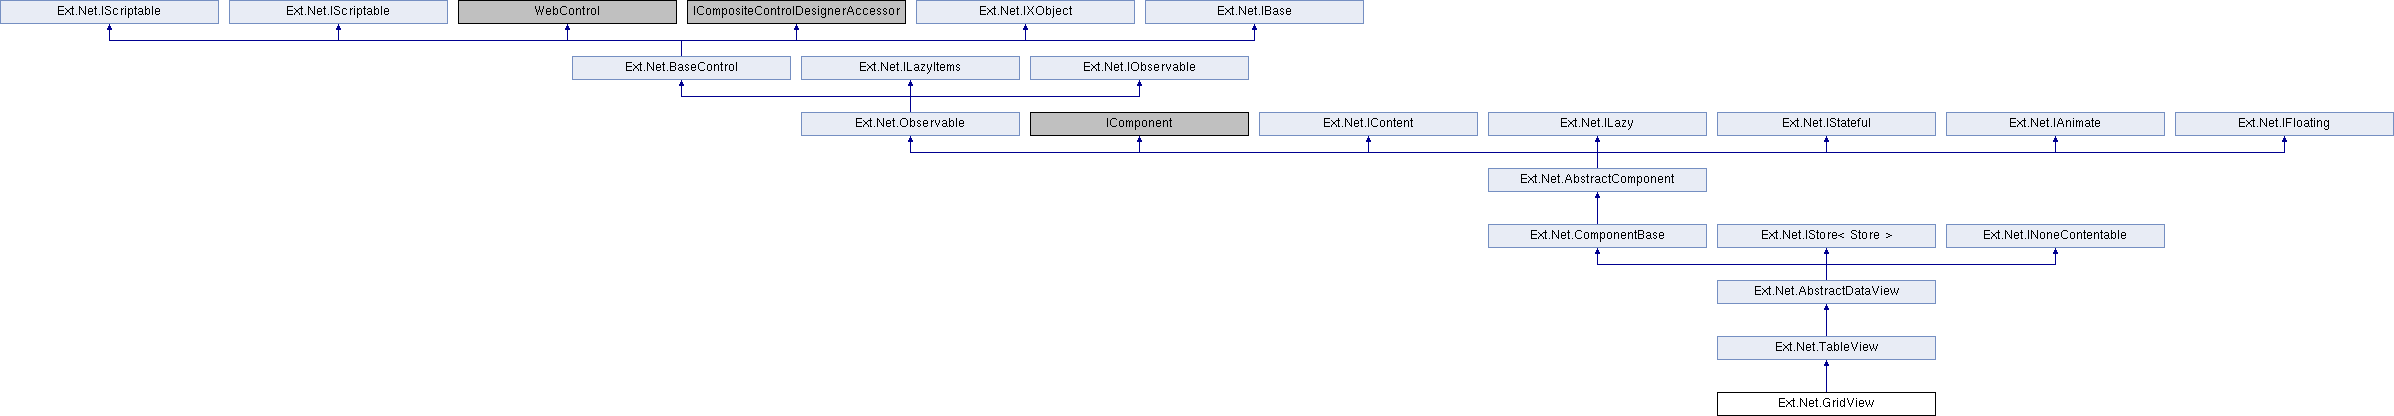 Ext.Net.IScriptable
Ext.Net.IScriptable
WebControl
ICompositeControlDesignerAccessor
Ext.Net.IXObject
Ext.Net.IBase
Ext.Net.BaseControl
Ext.Net.ILazyItems
Ext.Net.IObservable
Ext.Net.Observable
IComponent
Ext.Net.IContent
Ext.Net.ILazy
Ext.Net.IStateful
Ext.Net.IAnimate
Ext.Net.IFloating
Ext.Net.AbstractComponent
Ext.Net.ComponentBase
Ext.Net.IStore< Store >
Ext.Net.INoneContentable
Ext.Net.AbstractDataView
Ext.Net.TableView
Ext.Net.GridView